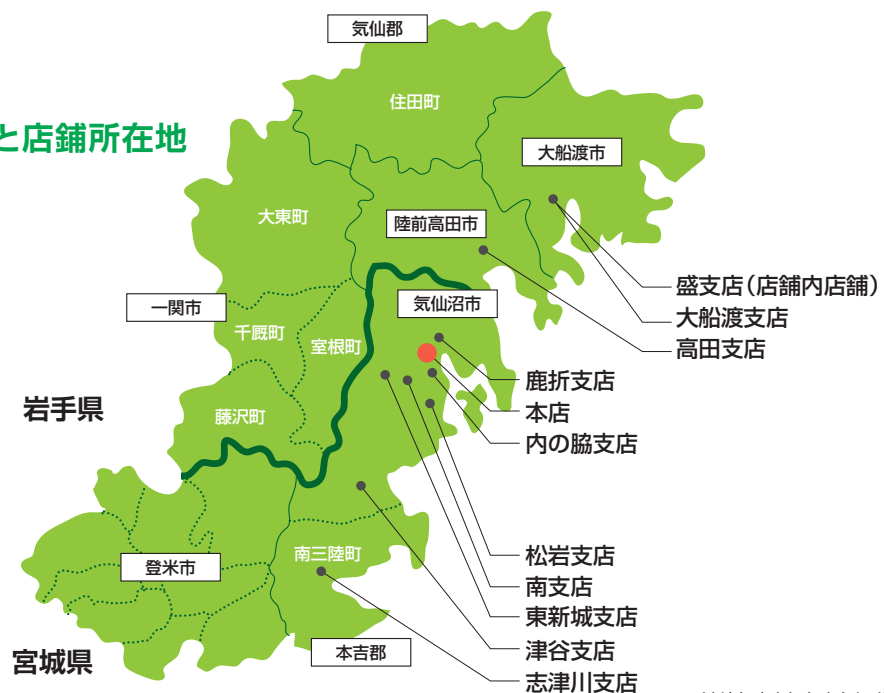 気仙郡
住田町
と店舗所在地
大船渡市
大東町
陸前高田市
盛支店(店舗内店舗)
一関市
気仙沼市
大船渡支店
千厩町
室根町
高田支店
鹿折支店
岩手県
藤沢町
本店
内の脇支店
松岩支店
登米市
南三陸町
南支店
東新城支店
宮城県
本吉郡
津谷支店
志津川支店